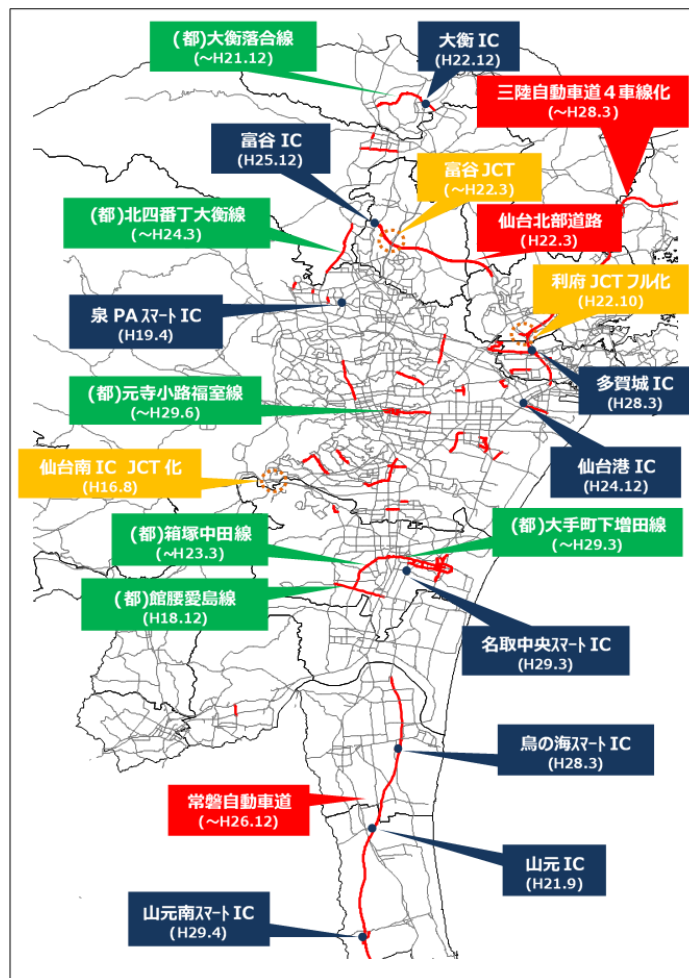 (都)大衡落合線
(～H21.12)
大衡 IC
(H22.12)
三陸自動車道４車線化
(～H28.3)
富谷 IC
(H25.12)
富谷 JCT
(～H22.3)
(都)北四番丁大衡線
(～H24.3)
仙台北部道路
(H22.3)
利府 JCT フル化
(H22.10)
泉 PA スマート IC
(H19.4)
多賀城 IC
(H28.3)
(都)元寺小路福室線
(～H29.6)
仙台港 IC
(H24.12)
仙台南 IC JCT 化
(H16.8)
(都)箱塚中田線
(～H23.3)
(都)大手町下増田線
(～H29.3)
(都)館腰愛島線
(H18.12)
名取中央スマート IC
(H29.3)
鳥の海スマート IC
(H28.3)
常磐自動車道
(～H26.12)
山元 IC
(H21.9)
山元南スマート IC
(H29.4)